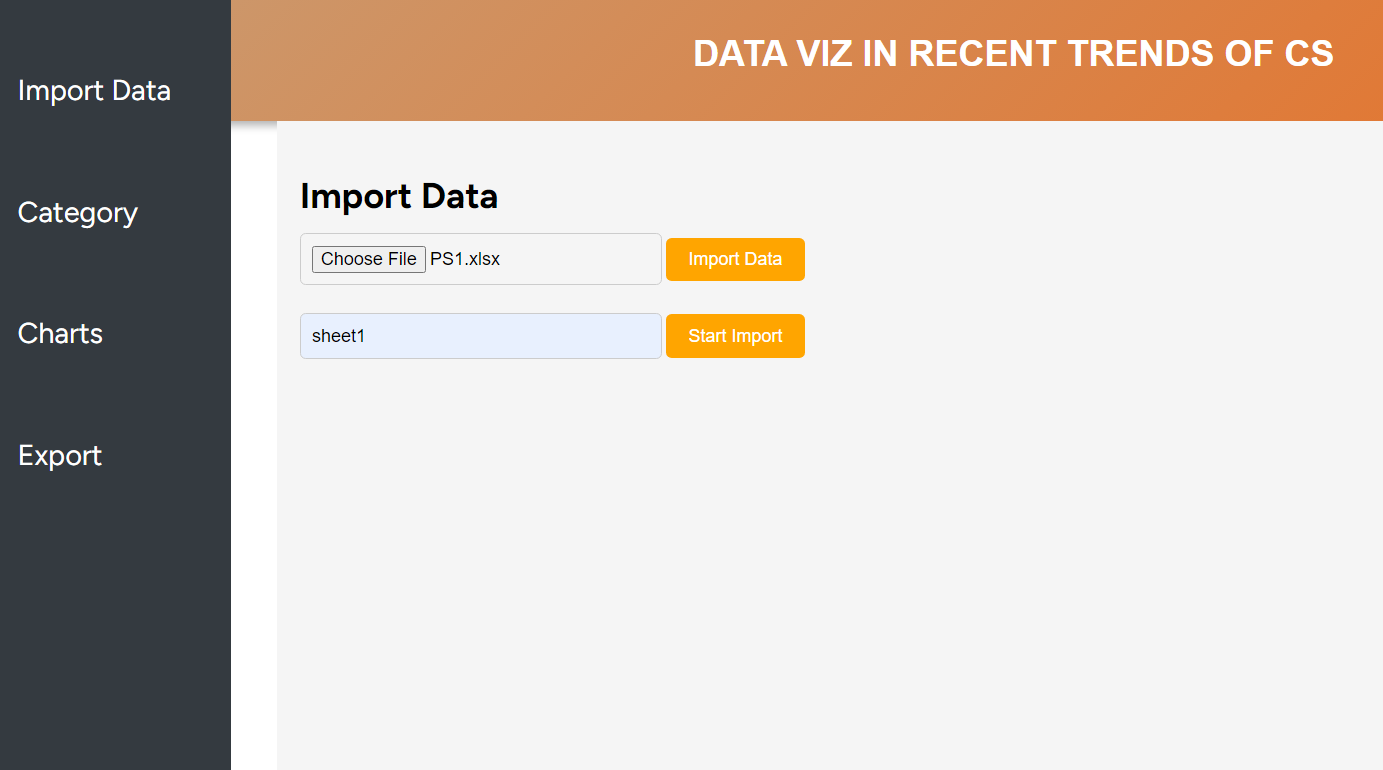 DATA VIZ IN RECENT TRENDS OF CS
Import Data
Category
Charts
Export
Import Data
Choose File PS1.xlsx Import Data
sheet1 Start Import